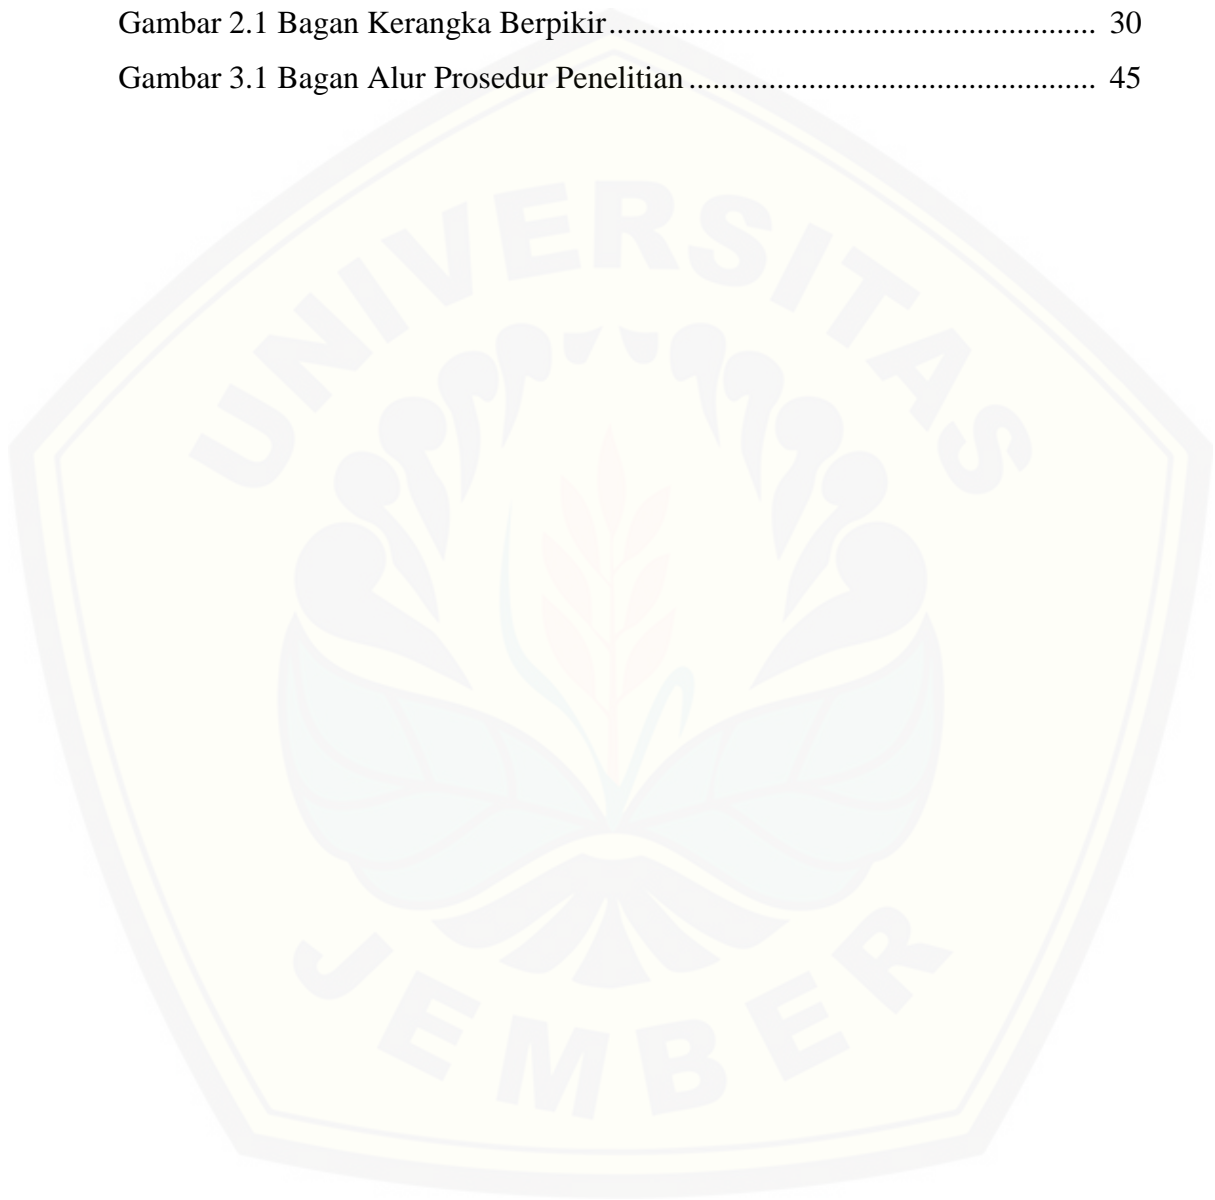 Gambar 2.1 Bagan Kerangka Berpikir............................................................ 30
Gambar 3.1 Bagan Alur Prosedur Penelitian .................................................. 45
UNIVERSITAS
JEMBER